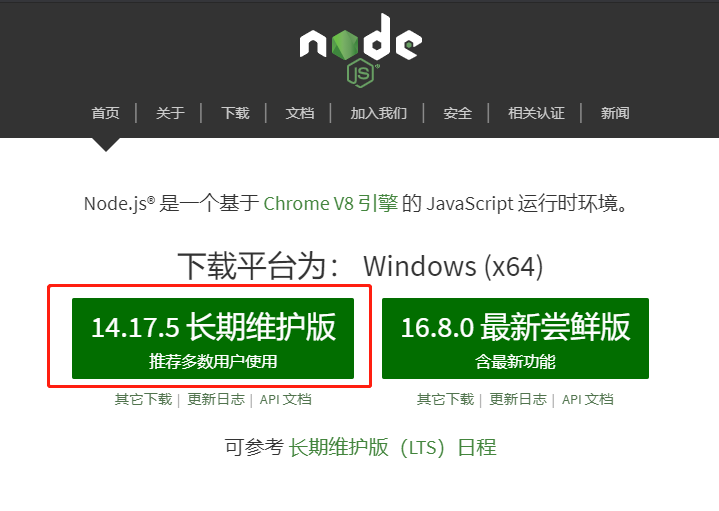 node
JS
首页 | 关于 | 下载 | 文档 | 加入我们 | 安全 | 相关认证 | 新闻
Node.js® 是一个基于 Chrome V8 引擎 的 JavaScript 运行时环境。
下载平台为： Windows (x64)
14.17.5 长期维护版
推荐多数用户使用
其它下载 | 更新日志 | API 文档
16.8.0 最新尝鲜版
含最新功能
其它下载 | 更新日志 | API 文档
可参考 长期维护版（LTS）日程